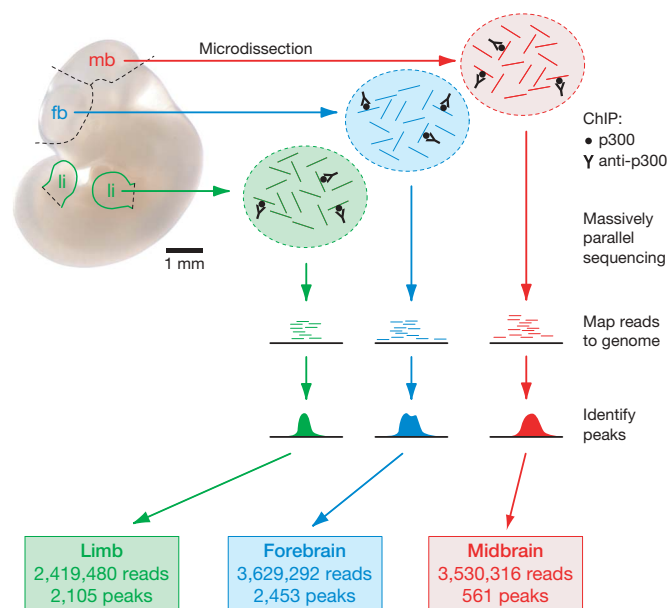 Microdissection
mb
fb
li
li
1 mm
ChIP:
p300
anti-p300
Massively
parallel
sequencing
Map reads
to genome
Identify
peaks
Limb
2,419,480 reads
2,105 peaks
Forebrain
3,629,292 reads
2,453 peaks
Midbrain
3,530,316 reads
561 peaks